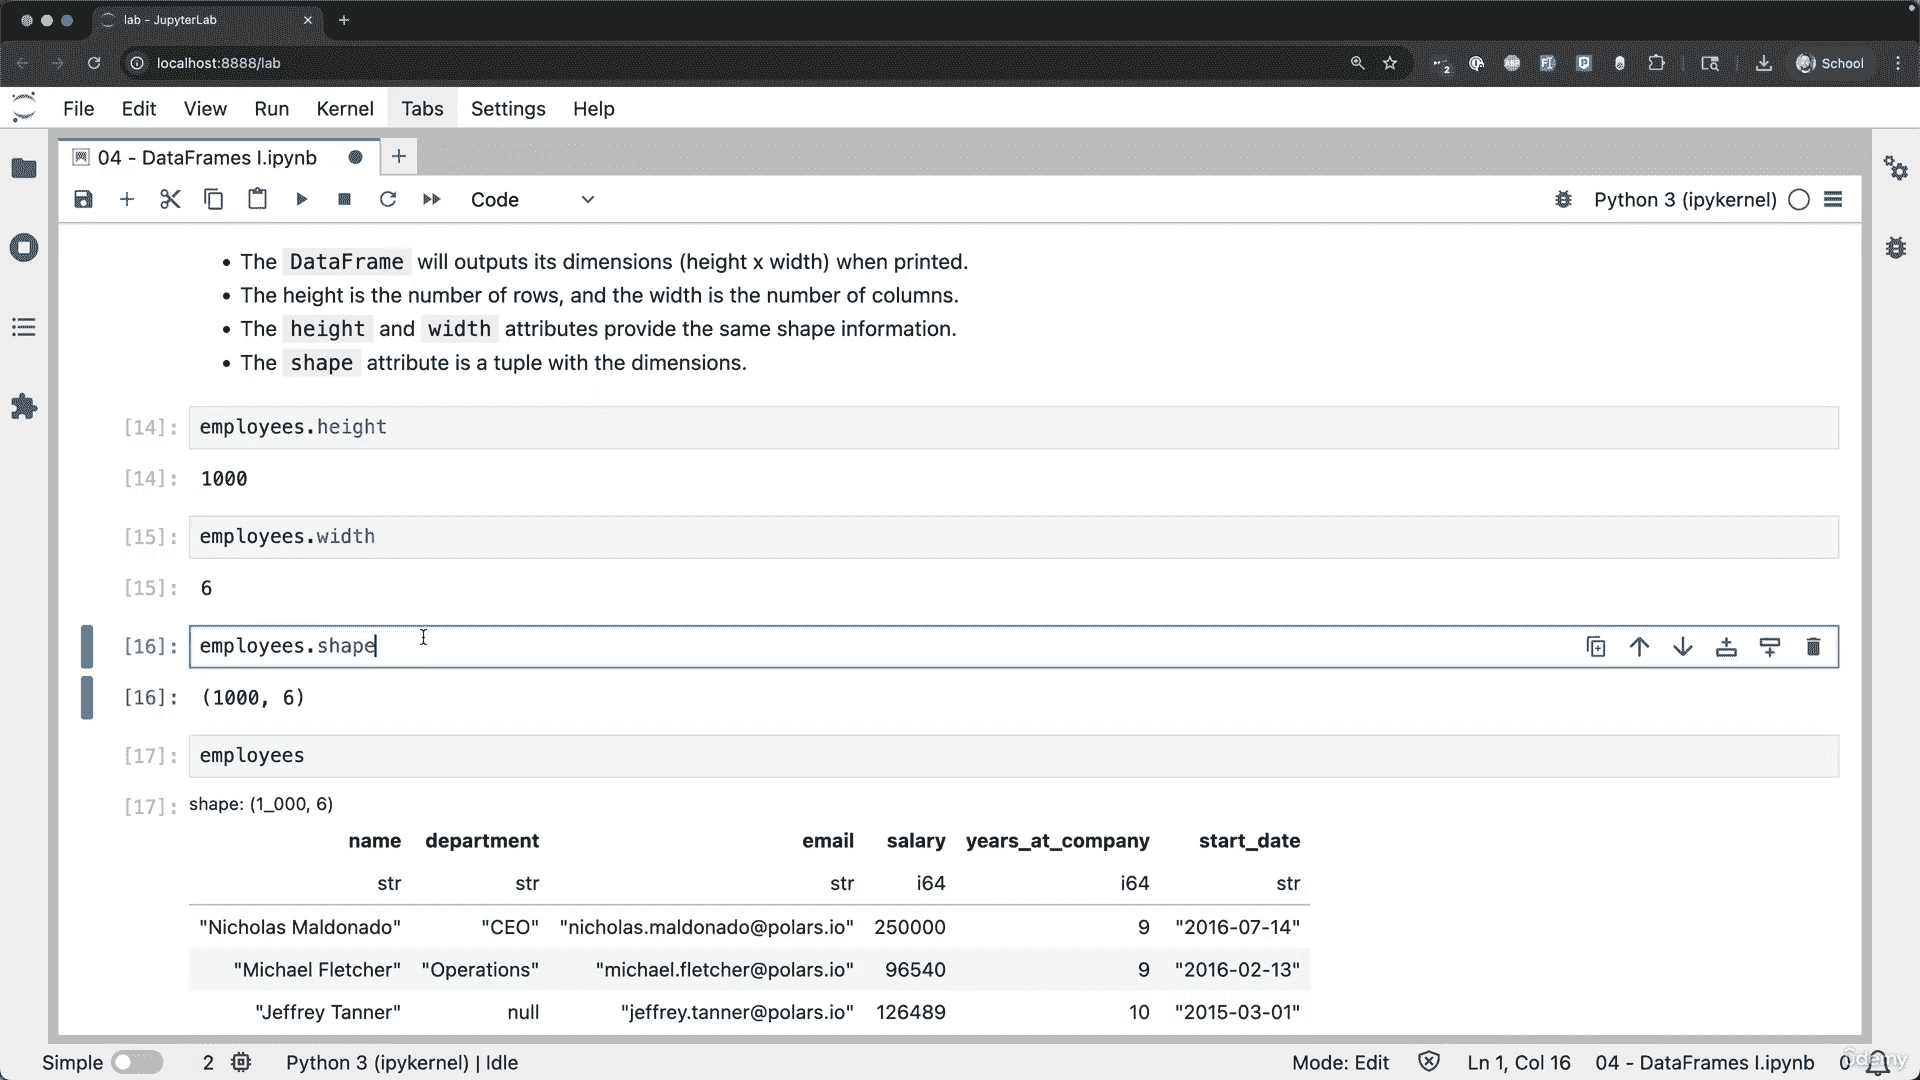 lab - JupyterLab
localhost:8888/lab
2
School
File Edit View Run Kernel Tabs Settings Help
04 - DataFrames I.ipynb
Code
Python 3 (ipykernel)
• The DataFrame will outputs its dimensions (height x width) when printed.
• The height is the number of rows, and the width is the number of columns.
• The height and width attributes provide the same shape information.
• The shape attribute is a tuple with the dimensions.
[14]: employees.height
[14]: 1000
[15]: employees.width
[15]: 6
[16]: employees.shape
[16]: (1000, 6)
[17]: employees
[17]: shape: (1_000, 6)
name department email salary years_at_company start_date
str str str i64 i64 str
"Nicholas Maldonado" "CEO" "nicholas.maldonado@polars.io" 250000 9 "2016-07-14"
"Michael Fletcher" "Operations" "michael.fletcher@polars.io" 96540 9 "2016-02-13"
"Jeffrey Tanner" null "jeffrey.tanner@polars.io" 126489 10 "2015-03-01"
Simple 2 Python 3 (ipykernel) | Idle Mode: Edit Ln 1, Col 16 04 - DataFrames I.ipynb 0